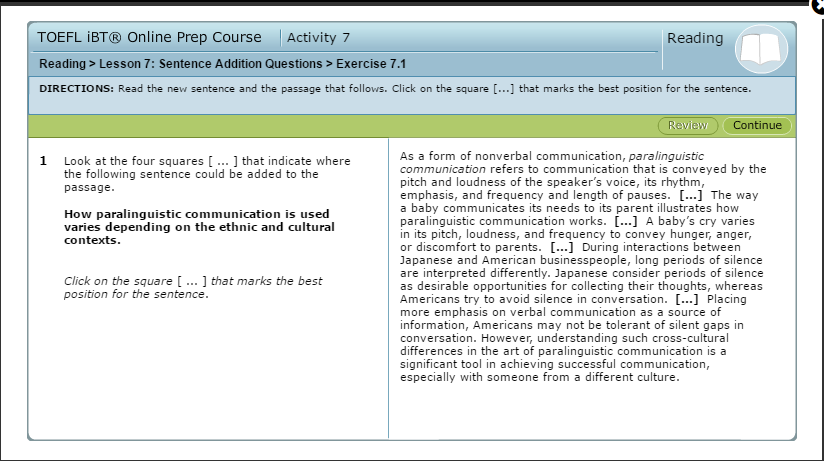 TOEFL iBT® Online Prep Course Activity 7
Reading
Reading > Lesson 7: Sentence Addition Questions > Exercise 7.1
DIRECTIONS: Read the new sentence and the passage that follows. Click on the square [...] that marks the best position for the sentence.
Review Continue
1 Look at the four squares [ ... ] that indicate where
the following sentence could be added to the
passage.
How paralinguistic communication is used
varies depending on the ethnic and cultural
contexts.
Click on the square [ ... ] that marks the best
position for the sentence.
As a form of nonverbal communication, paralinguistic
communication refers to communication that is conveyed by the
pitch and loudness of the speaker's voice, its rhythm,
emphasis, and frequency and length of pauses. [...] The way
a baby communicates its needs to its parent illustrates how
paralinguistic communication works. [...] A baby's cry varies
in its pitch, loudness, and frequency to convey hunger, anger,
or discomfort to parents. [...] During interactions between
Japanese and American businesspeople, long periods of silence
are interpreted differently. Japanese consider periods of silence
as desirable opportunities for collecting their thoughts, whereas
Americans try to avoid silence in conversation. [...] Placing
more emphasis on verbal communication as a source of
information, Americans may not be tolerant of silent gaps in
conversation. However, understanding such cross-cultural
differences in the art of paralinguistic communication is a
significant tool in achieving successful communication,
especially with someone from a different culture.